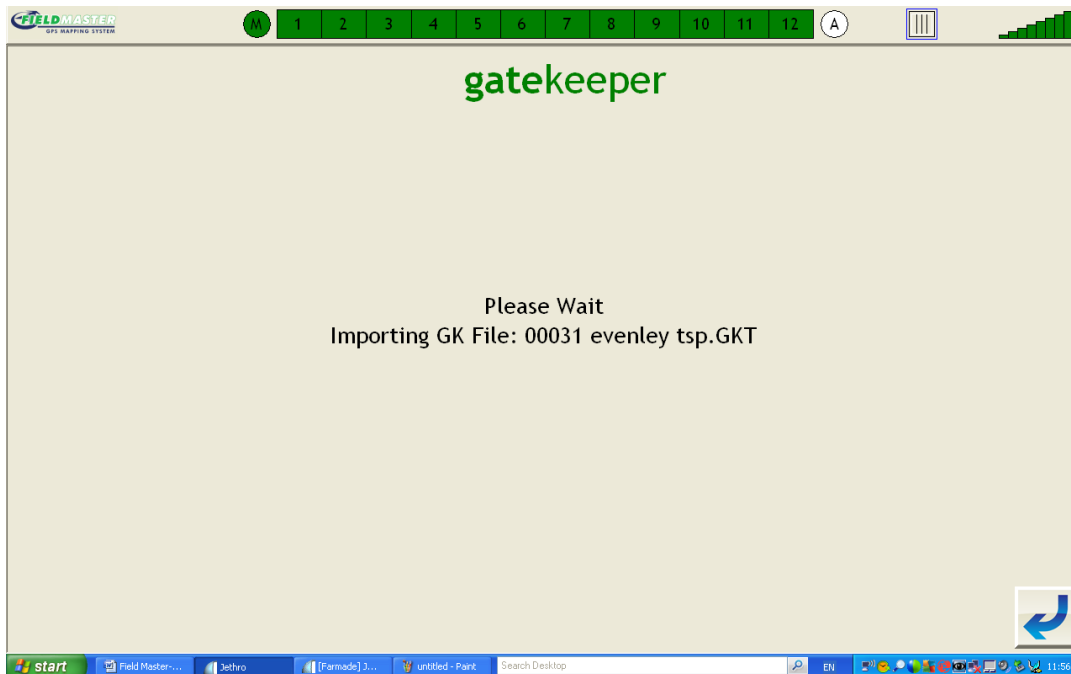 FIELDMASTER
GPS MAPPING SYSTEM
M 1 2 3 4 5 6 7 8 9 10 11 12 A
gatekeeper
Please Wait
Importing GK File: 00031 evenley tsp.GKT
start Field Master-... Jethro [Farmade] J... untitled - Paint Search Desktop EN 11:56